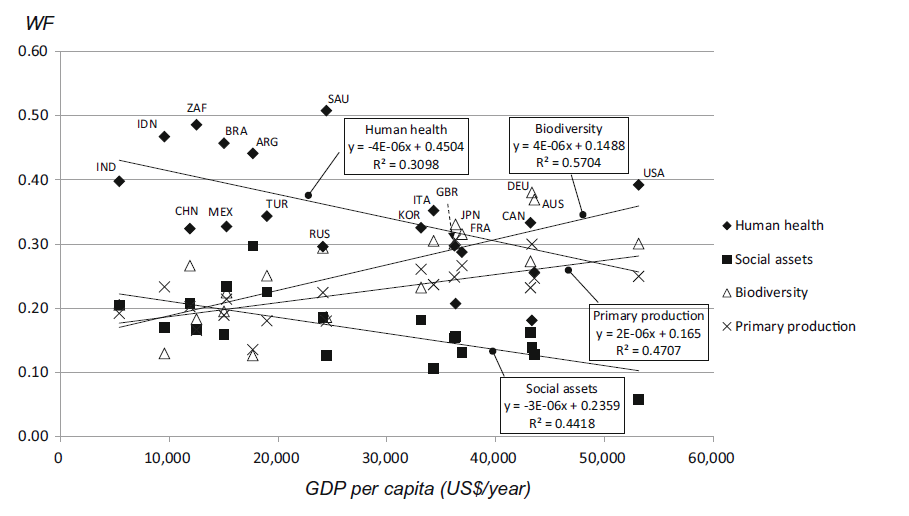 WF
0.60
0.50
0.40
0.30
0.20
0.10
0.00
0
10,000
20,000
30,000
40,000
50,000
60,000
GDP per capita (US$/year)
IND
IDN
ZAF
BRA
ARG
SAU
CHN
MEX
TUR
RUS
KOR
ITA
GBR
JPN
FRA
CAN
DEU
AUS
USA
Human health
y = -4E-06x + 0.4504
R² = 0.3098
Biodiversity
y = 4E-06x + 0.1488
R² = 0.5704
Primary production
y = 2E-06x + 0.165
R² = 0.4707
Social assets
y = -3E-06x + 0.2359
R² = 0.4418
Human health
Social assets
Biodiversity
Primary production